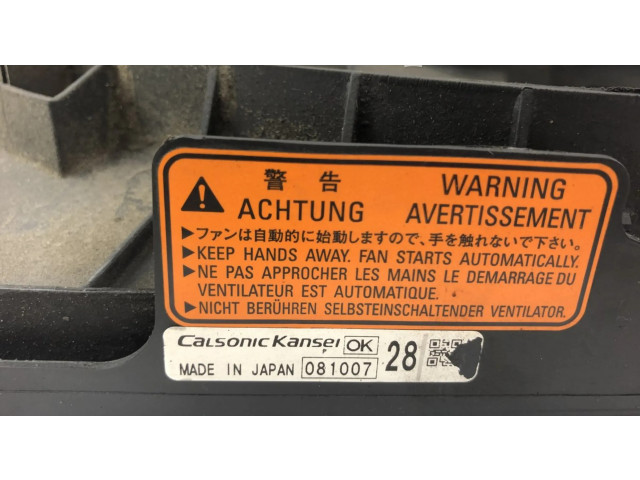 警告 WARNING
ACHTUNG AVERTISSEMENT
▶ファンは自動的に始動しますので、手を触れないで下さい。
▶KEEP HANDS AWAY. FAN STARTS AUTOMATICALLY.
▶NE PAS APPROCHER LES MAINS LE DEMARRAGE DU
VENTILATEUR EST AUTOMATIQUE.
▶NICHT BERÜHREN SELBSTEINSCHALTENDER VENTILATOR.
CALSONIC KANSEI OK 28
MADE IN JAPAN 081007